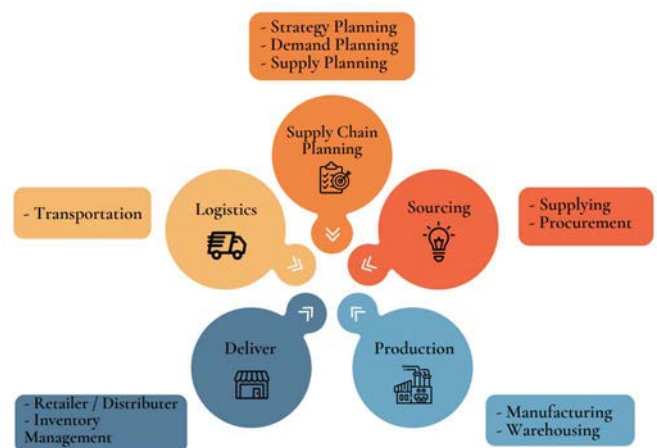 - Strategy Planning
- Demand Planning
- Supply Planning
Supply Chain
Planning
- Transportation
Logistics
Sourcing
- Supplying
- Procurement
Deliver
Production
- Retailer / Distributer
- Inventory
Management
- Manufacturing
- Warehousing